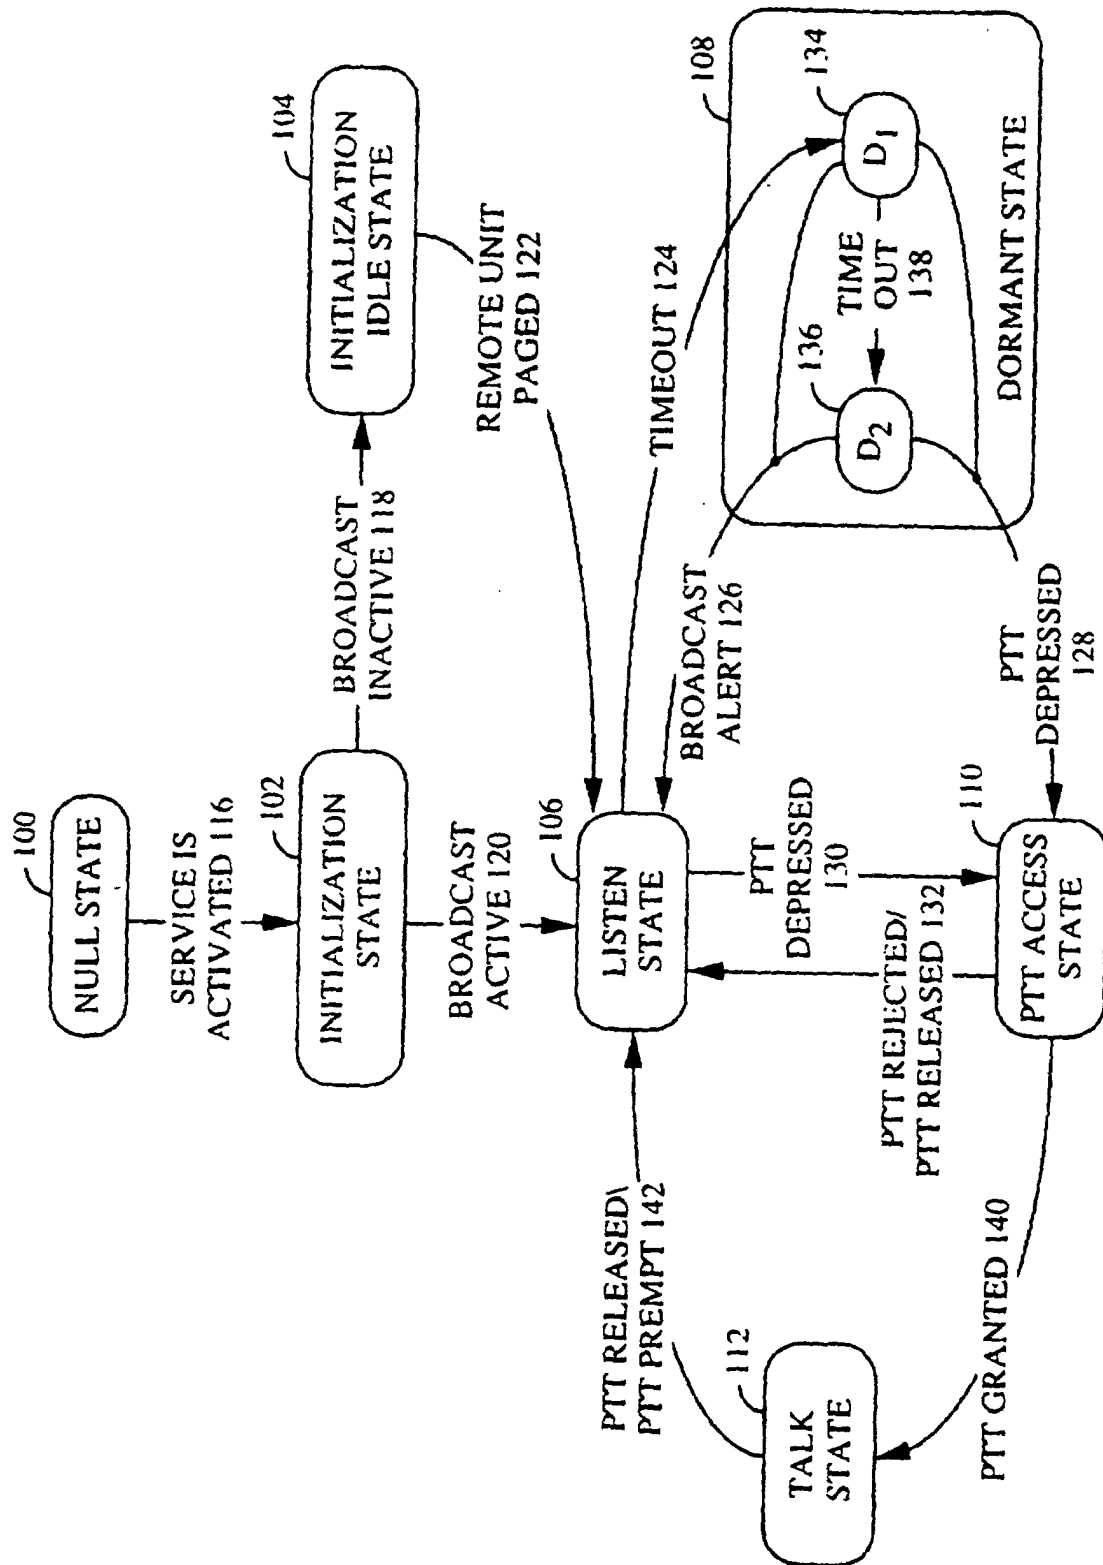 100
NULL STATE
SERVICE IS
ACTIVATED 116
102
INITIALIZATION
STATE
BROADCAST
INACTIVE 118
104
INITIALIZATION
IDLE STATE
BROADCAST
ACTIVE 120
REMOTE UNIT
PAGED 122
106
LISTEN
STATE
TIMEOUT 124
BROADCAST
ALERT 126
108
134
D1
TIME
OUT
138
136
D2
DORMANT STATE
PTT
DEPRESSED
128
PTT
DEPRESSED
130
PTT REJECTED/
PTT RELEASED 132
110
PTT ACCESS
STATE
PTT RELEASED\
PTT PREMPT 142
112
TALK
STATE
PTT GRANTED 140